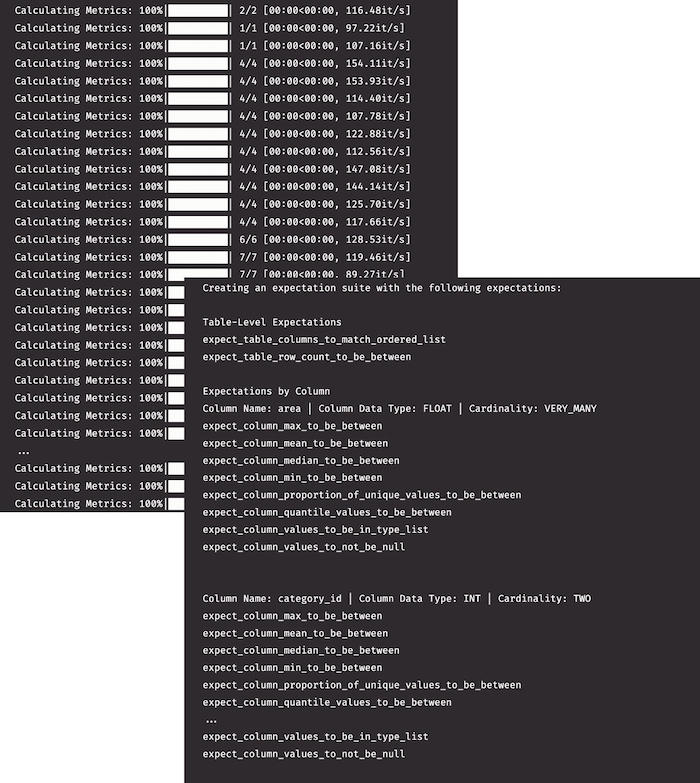 Calculating Metrics: 100%| | 2/2 [00:00<00:00, 116.48it/s]
Calculating Metrics: 100%| | 1/1 [00:00<00:00, 97.22it/s]
Calculating Metrics: 100%| | 1/1 [00:00<00:00, 107.16it/s]
Calculating Metrics: 100%| | 4/4 [00:00<00:00, 154.11it/s]
Calculating Metrics: 100%| | 4/4 [00:00<00:00, 153.93it/s]
Calculating Metrics: 100%| | 4/4 [00:00<00:00, 114.40it/s]
Calculating Metrics: 100%| | 4/4 [00:00<00:00, 107.78it/s]
Calculating Metrics: 100%| | 4/4 [00:00<00:00, 122.88it/s]
Calculating Metrics: 100%| | 4/4 [00:00<00:00, 112.56it/s]
Calculating Metrics: 100%| | 4/4 [00:00<00:00, 147.08it/s]
Calculating Metrics: 100%| | 4/4 [00:00<00:00, 144.14it/s]
Calculating Metrics: 100%| | 4/4 [00:00<00:00, 125.70it/s]
Calculating Metrics: 100%| | 4/4 [00:00<00:00, 117.66it/s]
Calculating Metrics: 100%| | 6/6 [00:00<00:00, 128.53it/s]
Calculating Metrics: 100%| | 7/7 [00:00<00:00, 119.46it/s]
Calculating Metrics: 100%| | 7/7 [00:00<00:00, 89.27it/s]
Calculating Metrics: 100%|
Calculating Metrics: 100%|
Calculating Metrics: 100%|
Calculating Metrics: 100%|
Calculating Metrics: 100%|
Calculating Metrics: 100%|
Calculating Metrics: 100%|
Calculating Metrics: 100%|
Calculating Metrics: 100%|
...
Calculating Metrics: 100%|
Calculating Metrics: 100%|
Calculating Metrics: 100%|
Creating an expectation suite with the following expectations:
Table-Level Expectations
expect_table_columns_to_match_ordered_list
expect_table_row_count_to_be_between
Expectations by Column
Column Name: area | Column Data Type: FLOAT | Cardinality: VERY_MANY
expect_column_max_to_be_between
expect_column_mean_to_be_between
expect_column_median_to_be_between
expect_column_min_to_be_between
expect_column_proportion_of_unique_values_to_be_between
expect_column_quantile_values_to_be_between
expect_column_values_to_be_in_type_list
expect_column_values_to_not_be_null
Column Name: category_id | Column Data Type: INT | Cardinality: TWO
expect_column_max_to_be_between
expect_column_mean_to_be_between
expect_column_median_to_be_between
expect_column_min_to_be_between
expect_column_proportion_of_unique_values_to_be_between
expect_column_quantile_values_to_be_between
...
expect_column_values_to_be_in_type_list
expect_column_values_to_not_be_null